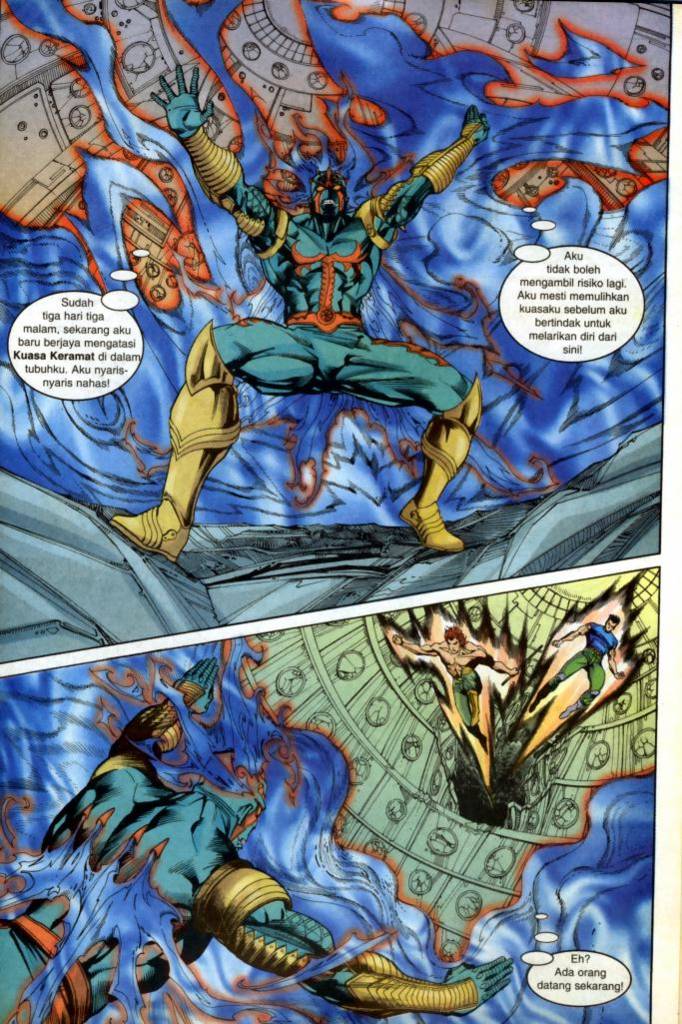 Sudah
tiga hari tiga
malam, sekarang aku
baru berjaya mengatasi
Kuasa Keramat di dalam
tubuhku. Aku nyaris-
nyaris nahas!
Aku
tidak boleh
mengambil risiko lagi.
Aku mesti memulihkan
kuasaku sebelum aku
bertindak untuk
melarikan diri dari
sini!
Eh?
Ada orang
datang sekarang!